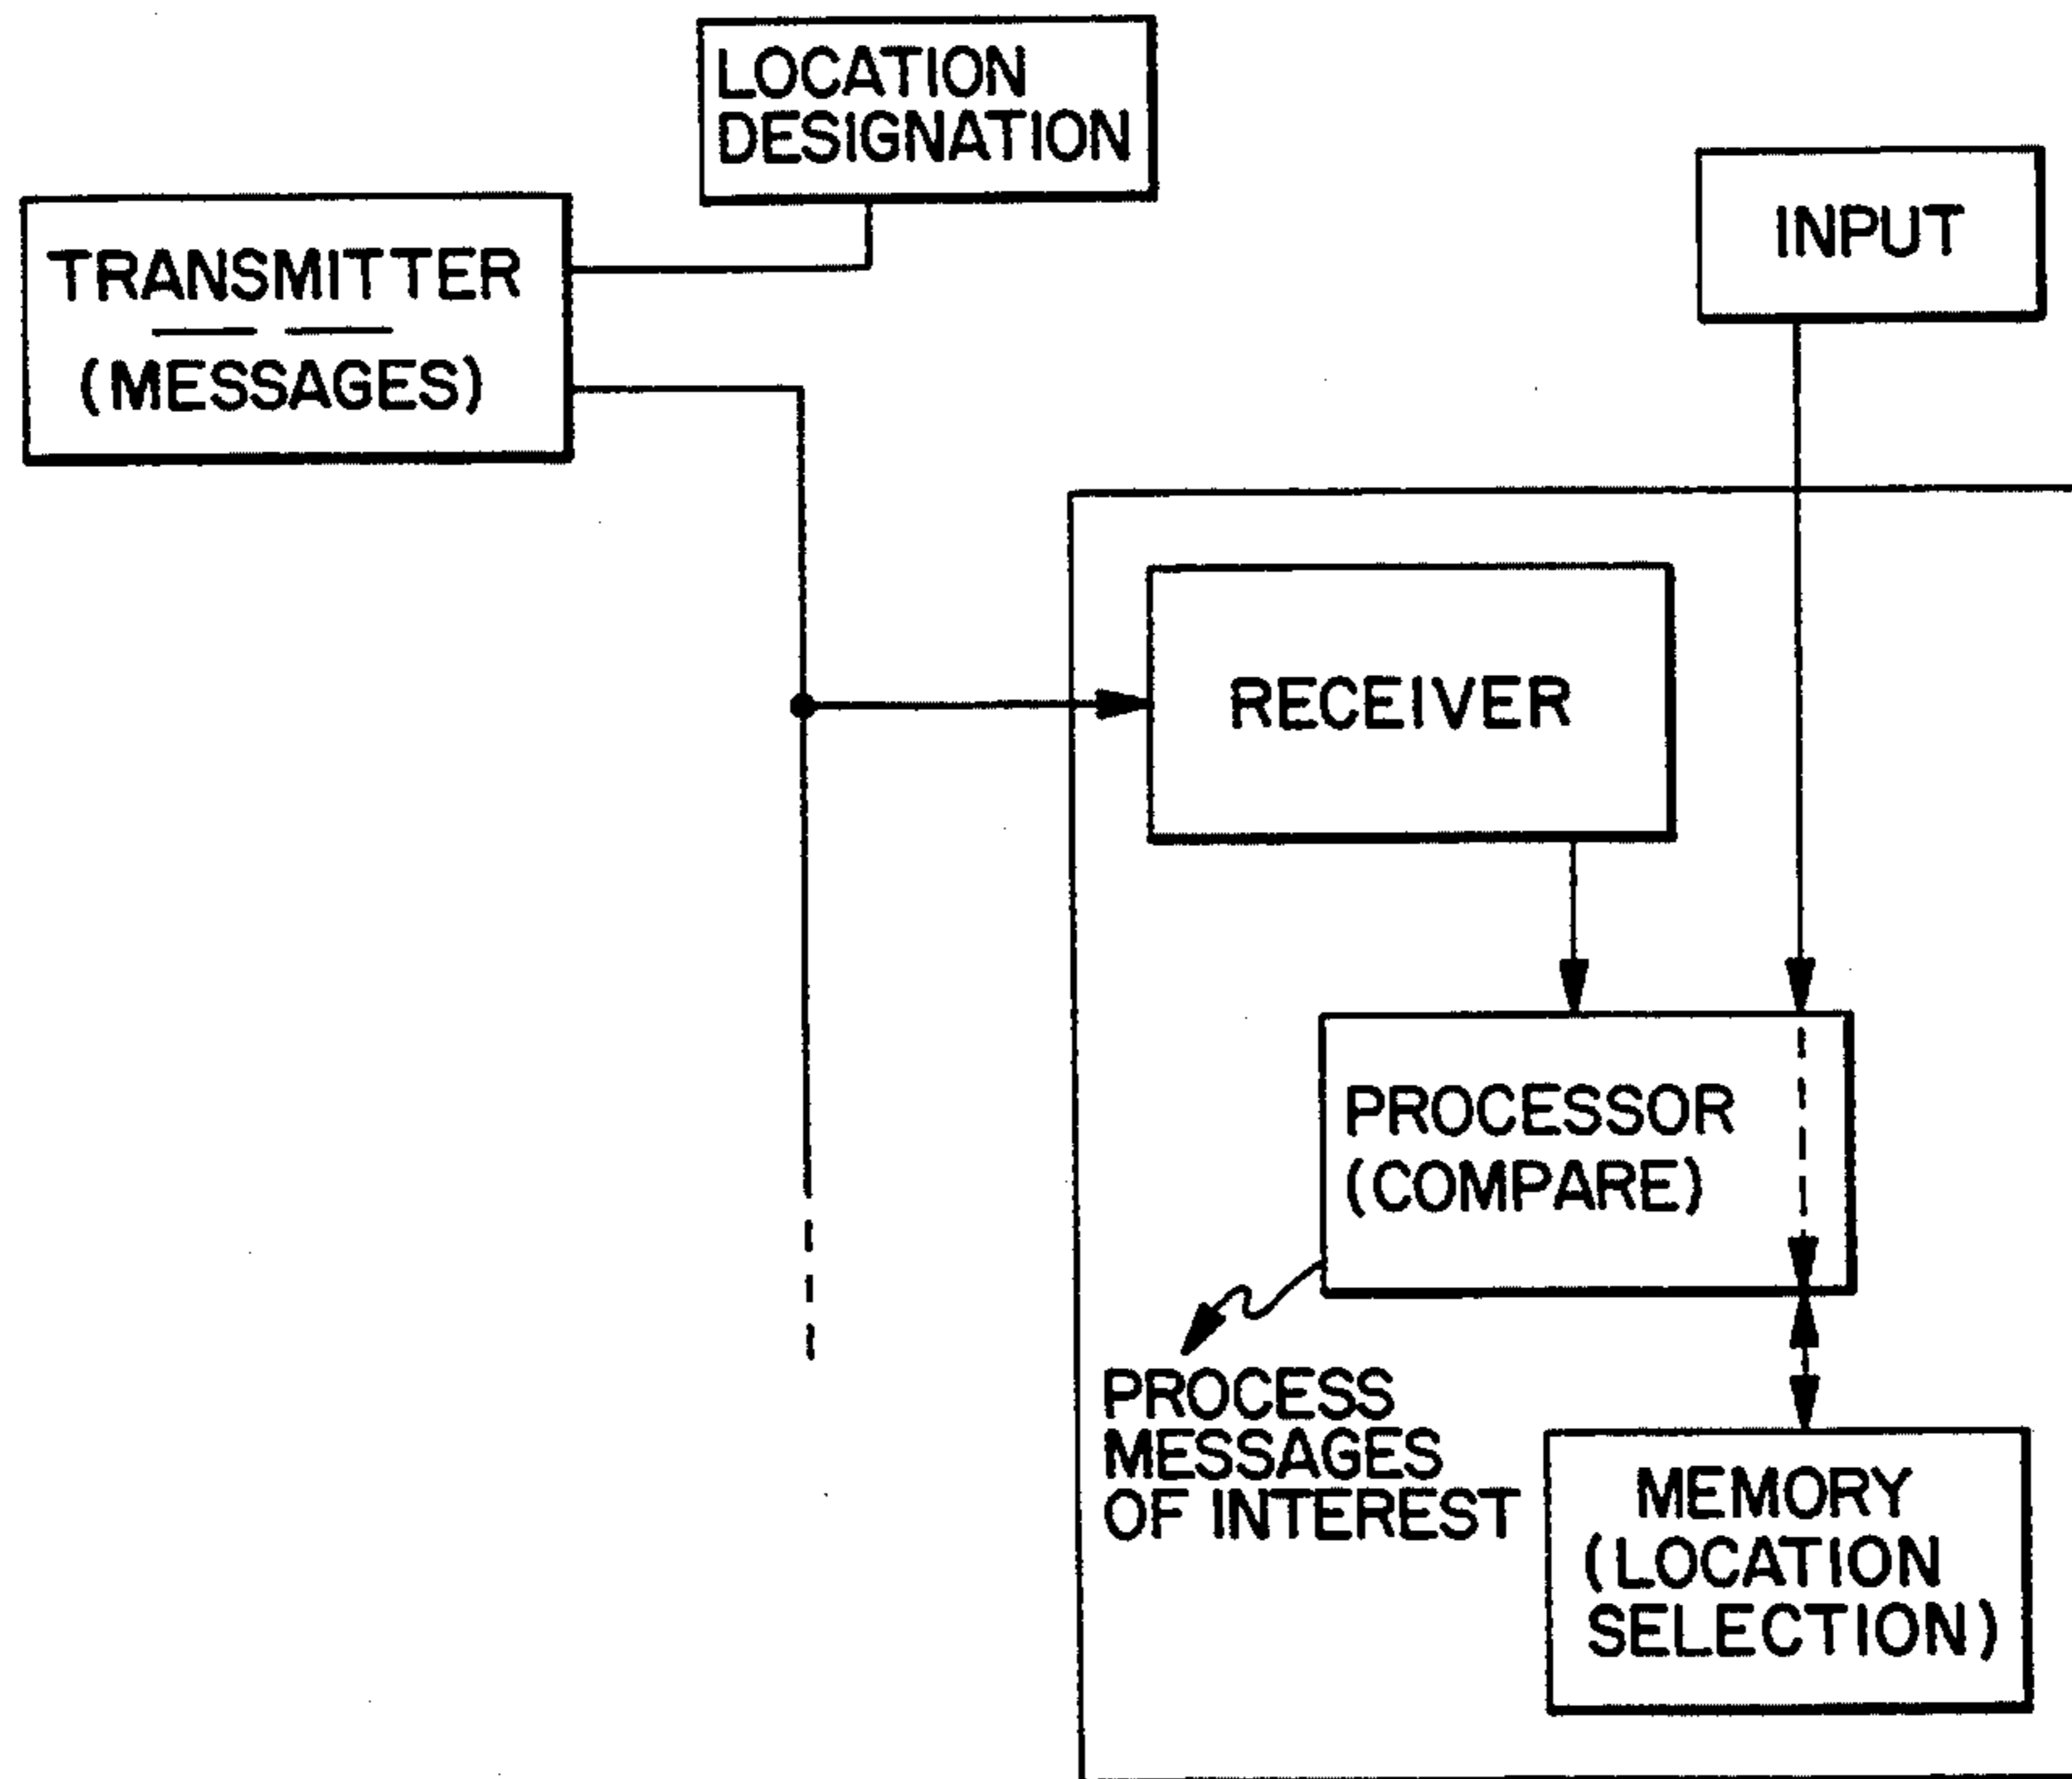 LOCATION
DESIGNATION
TRANSMITTER
(MESSAGES)
INPUT
RECEIVER
PROCESSOR
(COMPARE)
PROCESS
MESSAGES
OF INTEREST
MEMORY
(LOCATION
SELECTION)